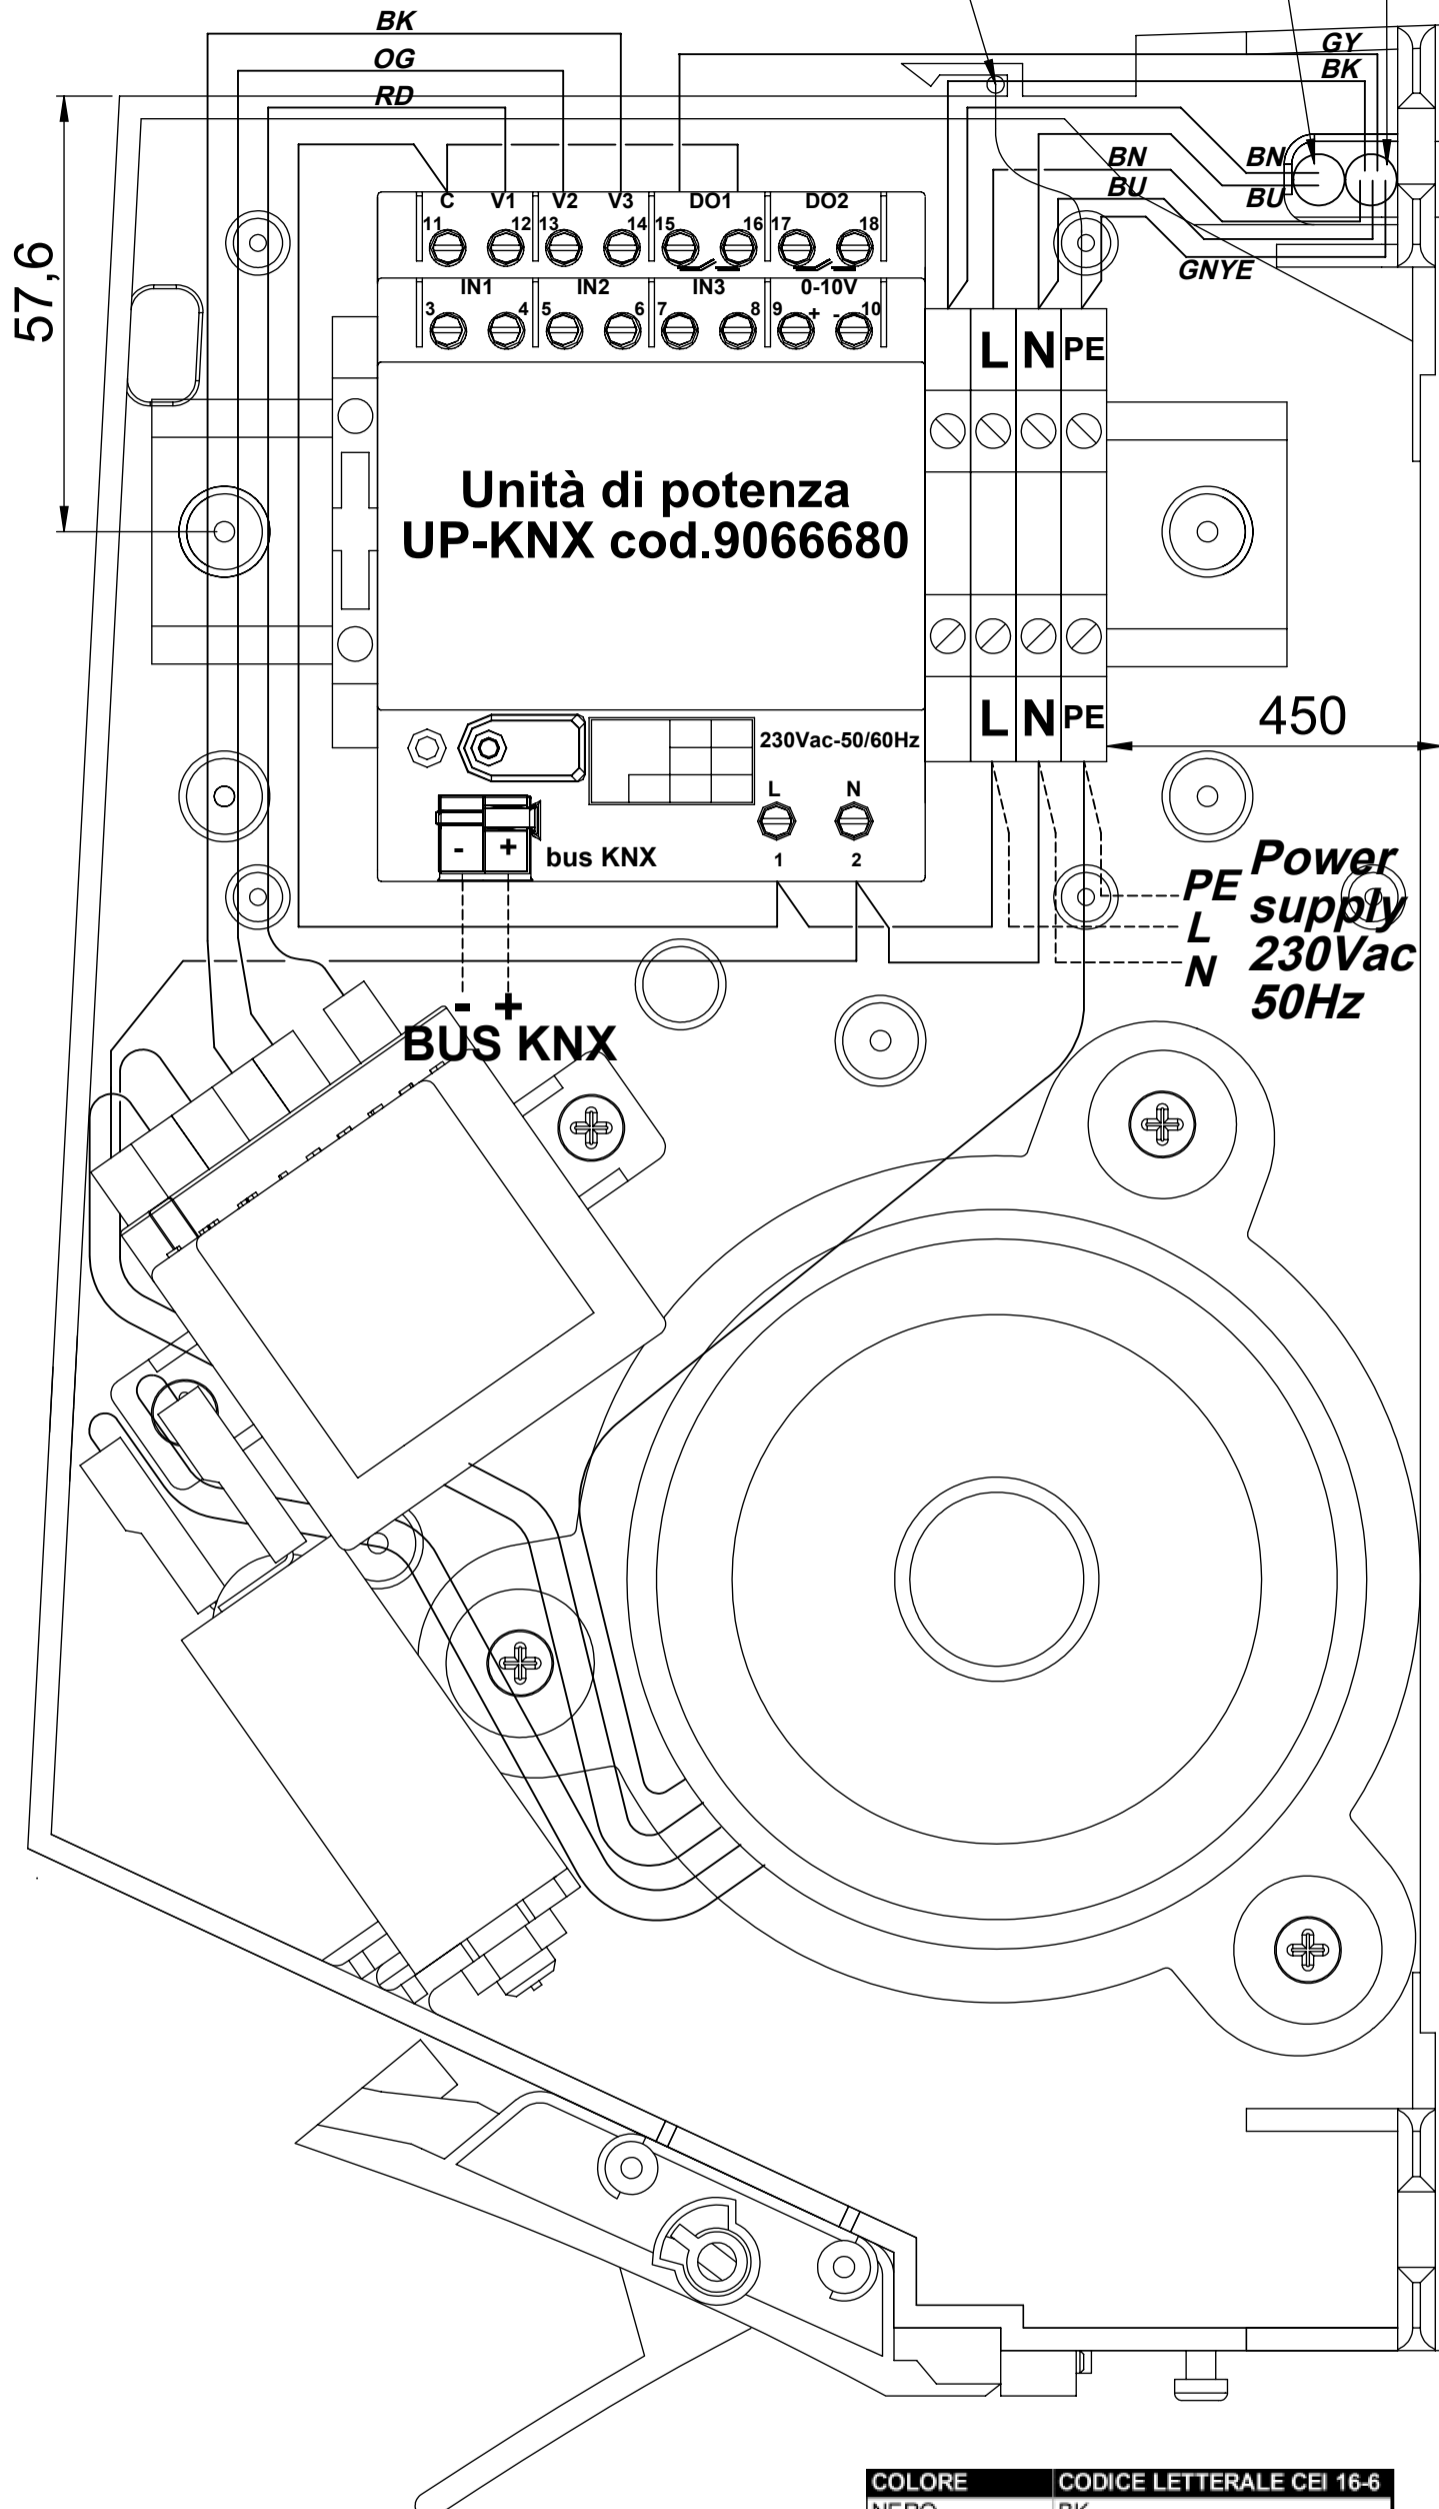 BK
OG
RD
GY
BK
BN
BN
BU
BU
GNYE
57,6
C V1 V2 V3 DO1 DO2
11 12 13 14 15 16 17 18
IN1 IN2 IN3 0-10V
3 4 5 6 7 8 9 + - 10
L N PE
Unità di potenza
UP-KNX cod.9066680
L N PE
450
230Vac-50/60Hz
L N
- + bus KNX
1 2
PE
L
N
Power
supply
230Vac
50Hz
- +
BUS KNX
COLORE CODICE LETTERALE CEI 16-6
NERO BK